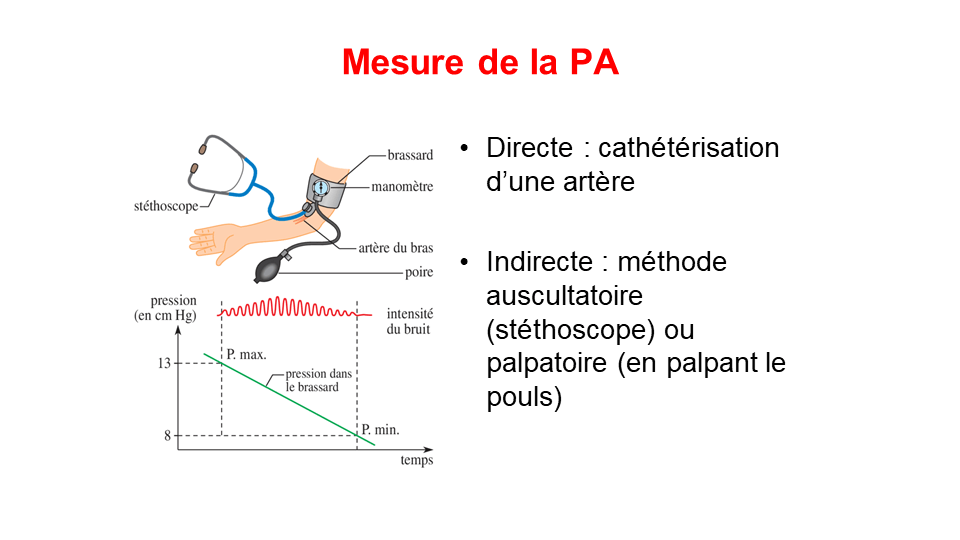 Mesure de la PA
brassard
manomètre
stéthoscope
artère du bras
poire
pression
(en cm Hg)
intensité
du bruit
13
P. max.
pression dans
le brassard
8
P. min.
temps
• Directe : cathétérisation
d’une artère
• Indirecte : méthode
auscultatoire
(stéthoscope) ou
palpatoire (en palpant le
pouls)